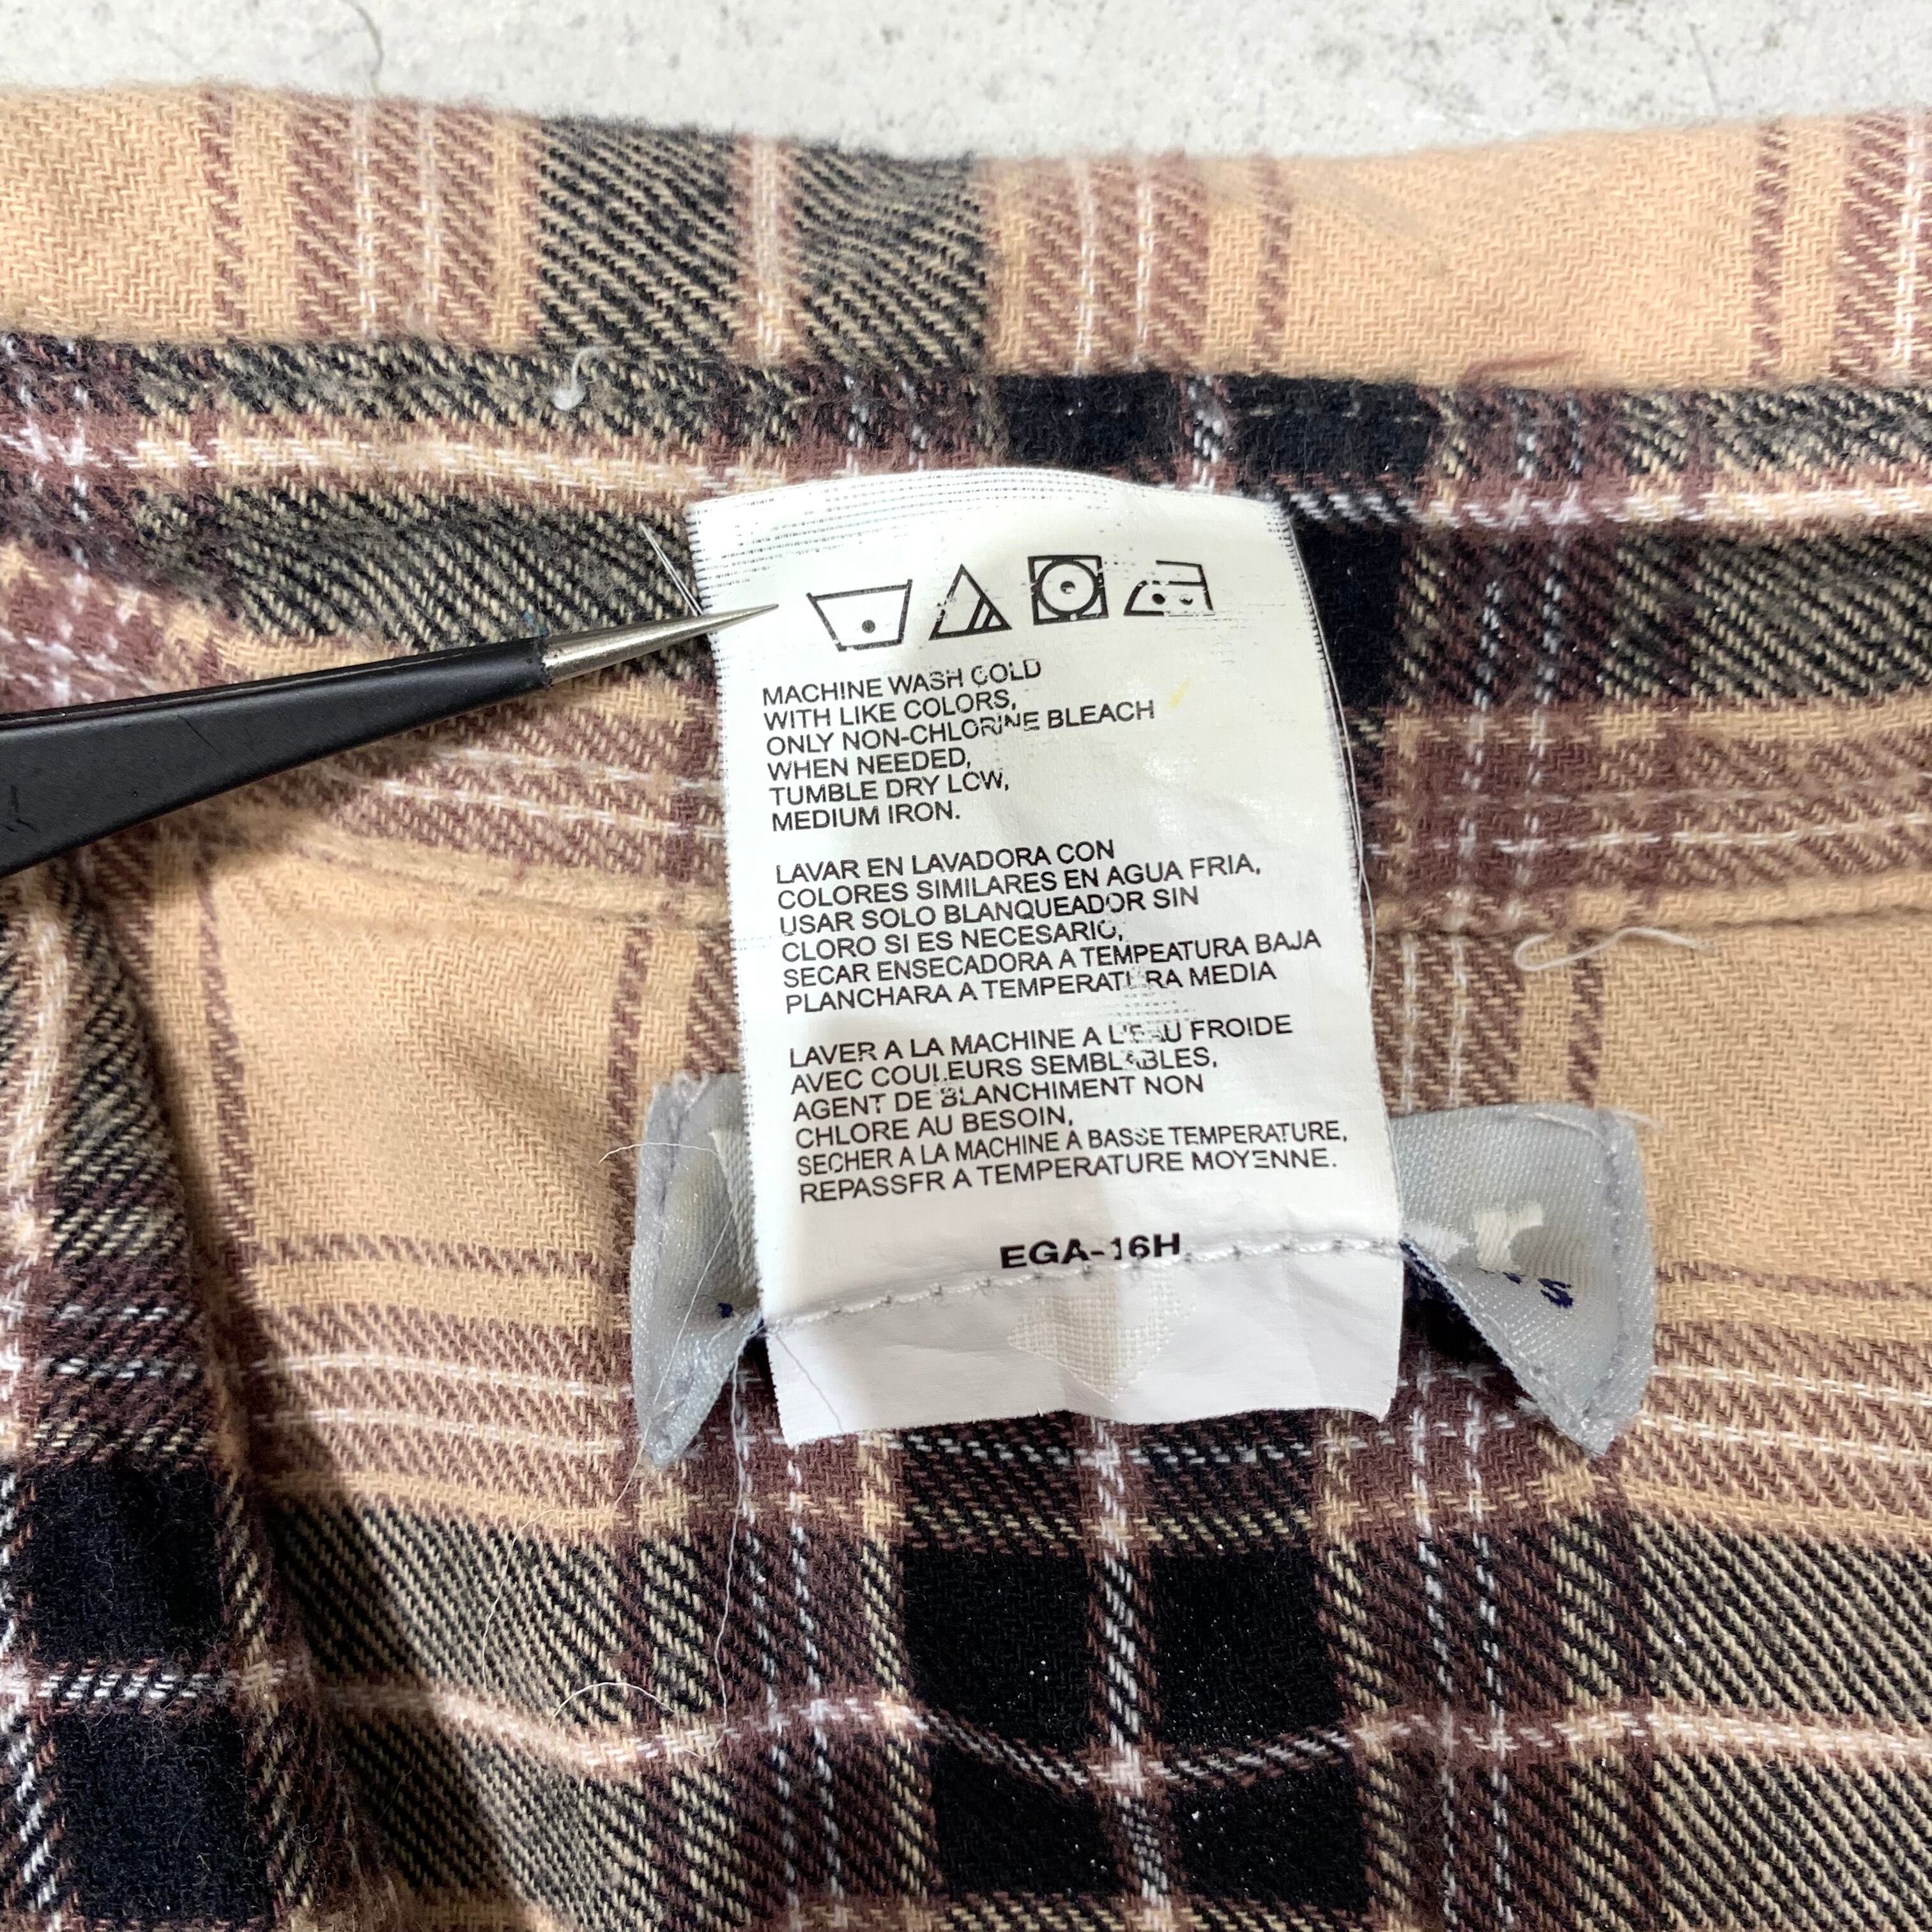 MACHINE WASH COLD
WITH LIKE COLORS,
ONLY NON-CHLORINE BLEACH
WHEN NEEDED,
TUMBLE DRY LOW,
MEDIUM IRON.
LAVAR EN LAVADORA CON
COLORES SIMILARES EN AGUA FRIA,
USAR SOLO BLANQUEADOR SIN
CLORO SI ES NECESARIO,
SECAR ENSECADORA A TEMPEATURA BAJA
PLANCHARA A TEMPERATURA MEDIA
LAVER A LA MACHINE A L'EAU FROIDE
AVEC COULEURS SEMBLABLES,
AGENT DE BLANCHIMENT NON
CHLORE AU BESOIN,
SECHER A LA MACHINE A BASSE TEMPERATURE,
REPASSER A TEMPERATURE MOYENNE.
EGA-16H